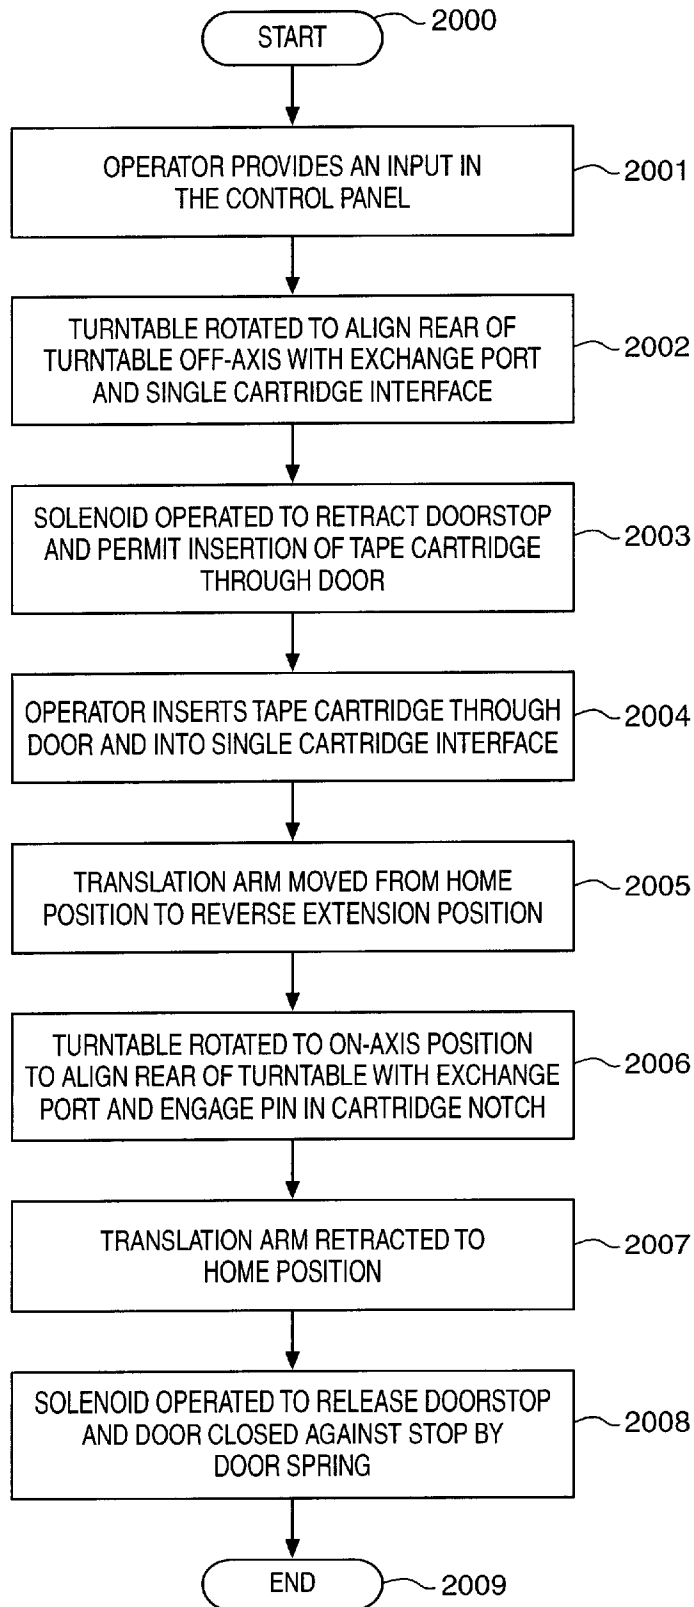 START
2000
OPERATOR PROVIDES AN INPUT IN
THE CONTROL PANEL
2001
TURNTABLE ROTATED TO ALIGN REAR OF
TURNTABLE OFF-AXIS WITH EXCHANGE PORT
AND SINGLE CARTRIDGE INTERFACE
2002
SOLENOID OPERATED TO RETRACT DOORSTOP
AND PERMIT INSERTION OF TAPE CARTRIDGE
THROUGH DOOR
2003
OPERATOR INSERTS TAPE CARTRIDGE THROUGH
DOOR AND INTO SINGLE CARTRIDGE INTERFACE
2004
TRANSLATION ARM MOVED FROM HOME
POSITION TO REVERSE EXTENSION POSITION
2005
TURNTABLE ROTATED TO ON-AXIS POSITION
TO ALIGN REAR OF TURNTABLE WITH EXCHANGE
PORT AND ENGAGE PIN IN CARTRIDGE NOTCH
2006
TRANSLATION ARM RETRACTED TO
HOME POSITION
2007
SOLENOID OPERATED TO RELEASE DOORSTOP
AND DOOR CLOSED AGAINST STOP BY
DOOR SPRING
2008
END
2009